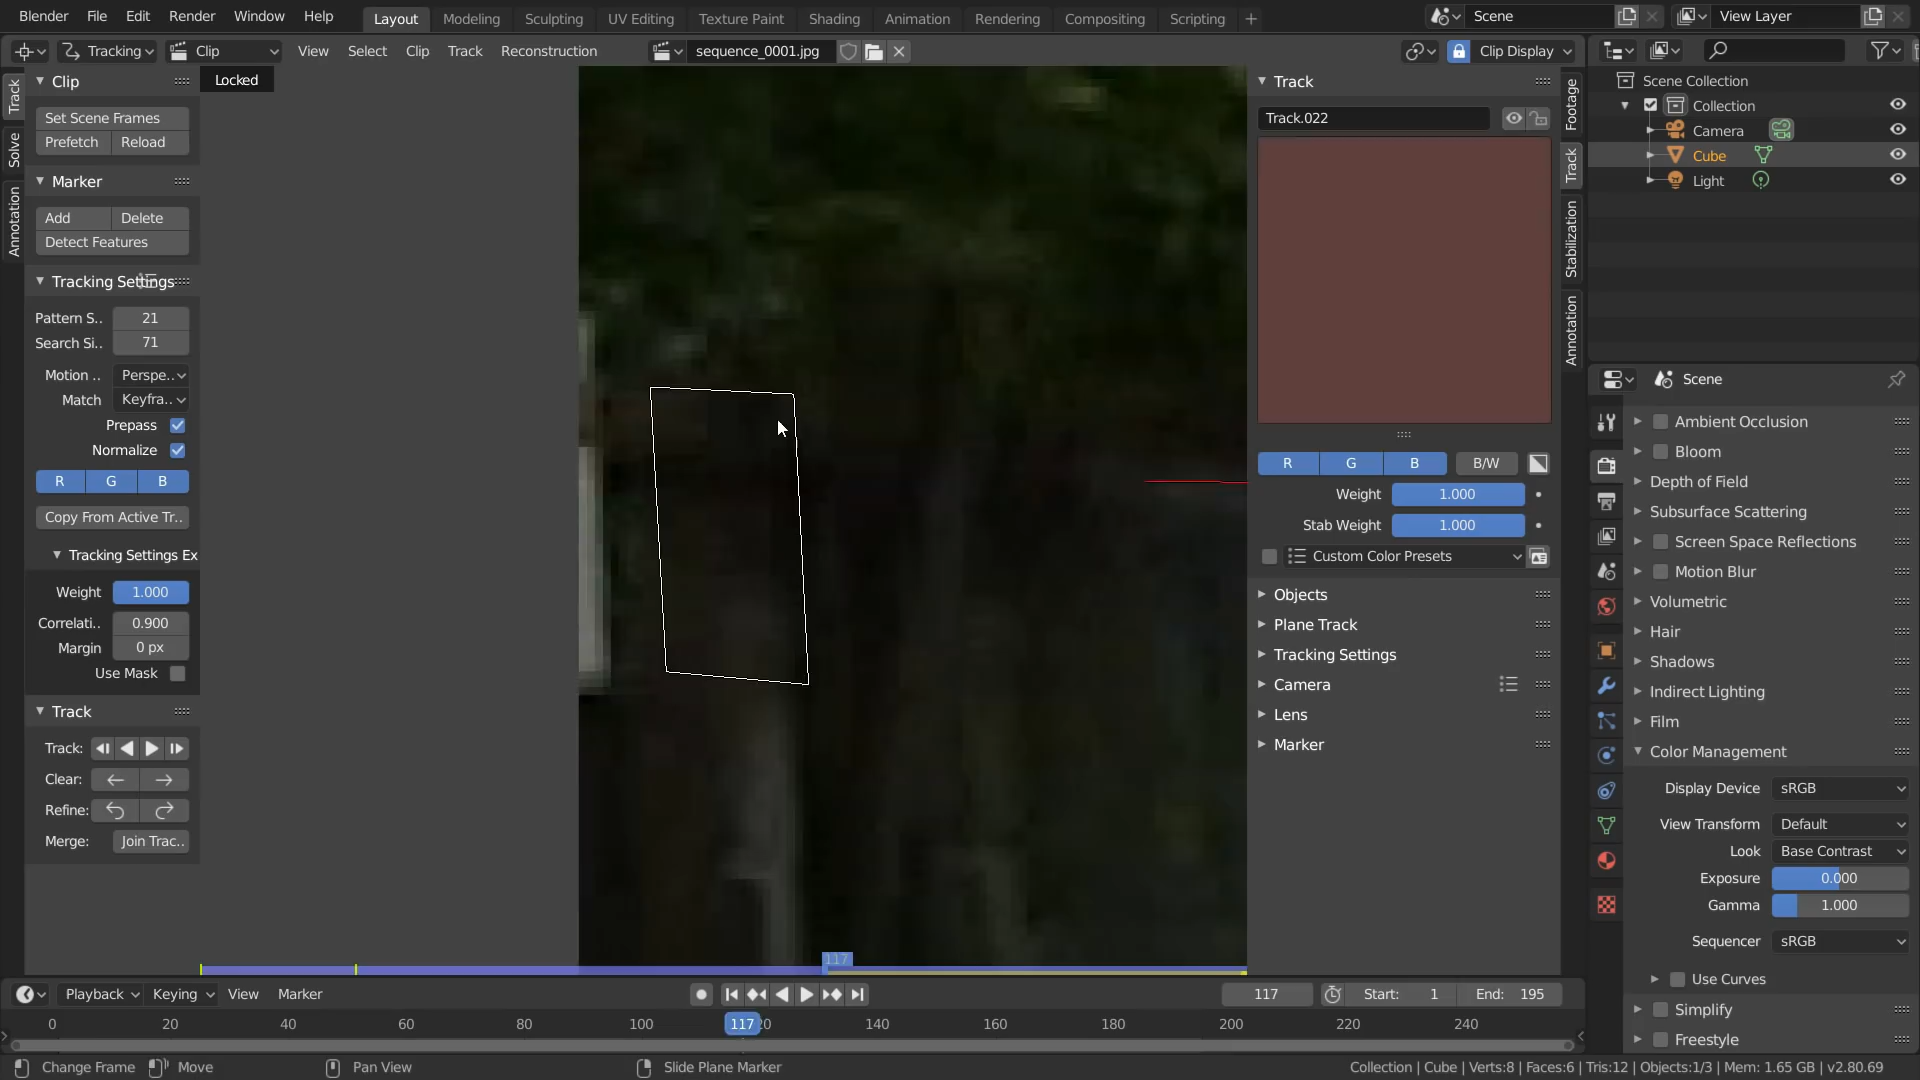 Blender File Edit Render Window Help
Layout Modeling Sculpting UV Editing Texture Paint Shading Animation Rendering Compositing Scripting +
Scene View Layer
Tracking Clip View Select Clip Track Reconstruction sequence_0001.jpg Clip Display
Track
Solve
Annotation
Clip
Set Scene Frames
Prefetch Reload
Marker
Add Delete
Detect Features
Tracking Settings
Pattern S.. 21
Search Si.. 71
Motion .. Perspe..
Match Keyfra..
Prepass
Normalize
R G B
Copy From Active Tr..
Tracking Settings Ex
Weight 1.000
Correlati.. 0.900
Margin 0 px
Use Mask
Track
Track:
Clear:
Refine:
Merge: Join Trac..
Locked
117
Track
Track.022
R G B B/W
Weight 1.000
Stab Weight 1.000
Custom Color Presets
Objects
Plane Track
Tracking Settings
Camera
Lens
Marker
Footage
Track
Stabilization
Annotation
Scene Collection
Collection
Camera
Cube
Light
Scene
Ambient Occlusion
Bloom
Depth of Field
Subsurface Scattering
Screen Space Reflections
Motion Blur
Volumetric
Hair
Shadows
Indirect Lighting
Film
Color Management
Display Device sRGB
View Transform Default
Look Base Contrast
Exposure 0.000
Gamma 1.000
Sequencer sRGB
Use Curves
Simplify
Freestyle
Playback Keying View Marker 117 Start: 1 End: 195
0 20 40 60 80 100 117 20 140 160 180 200 220 240
Change Frame Move Pan View Slide Plane Marker Collection | Cube | Verts:8 | Faces:6 | Tris:12 | Objects:1/3 | Mem: 1.65 GB | v2.80.69